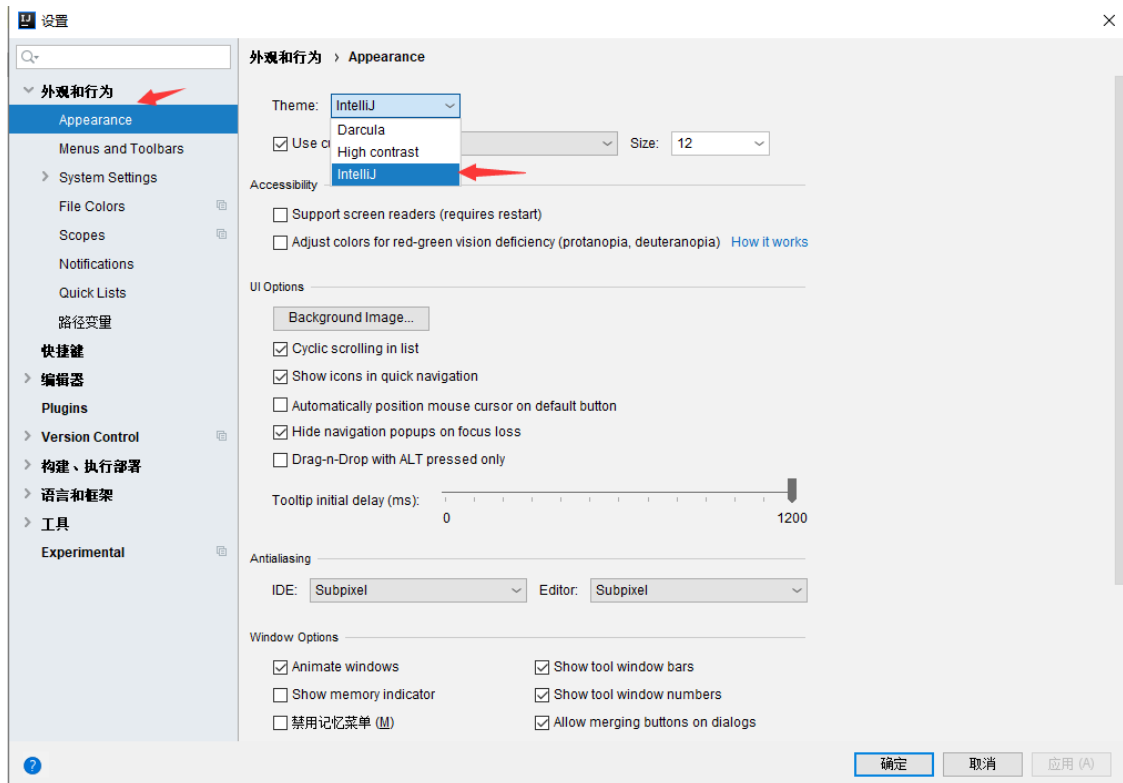 设置
外观和行为 › Appearance
外观和行为
Appearance
Menus and Toolbars
System Settings
File Colors
Scopes
Notifications
Quick Lists
路径变量
快捷键
编辑器
Plugins
Version Control
构建、执行部署
语言和框架
工具
Experimental
Theme: IntelliJ
Darcula
High contrast
IntelliJ
Use Size: 12
Accessibility
Support screen readers (requires restart)
Adjust colors for red-green vision deficiency (protanopia, deuteranopia) How it works
UI Options
Background Image...
Cyclic scrolling in list
Show icons in quick navigation
Automatically position mouse cursor on default button
Hide navigation popups on focus loss
Drag-n-Drop with ALT pressed only
Tooltip initial delay (ms):
0 1200
Antialiasing
IDE: Subpixel Editor: Subpixel
Window Options
Animate windows Show tool window bars
Show memory indicator Show tool window numbers
禁用记忆菜单 (M) Allow merging buttons on dialogs
? 确定 取消 应用 (A)